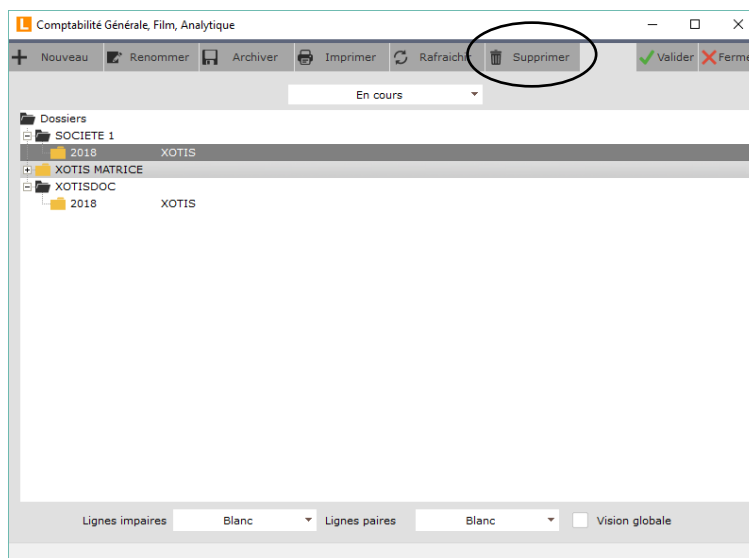 Comptabilité Générale, Film, Analytique
Nouveau Renommer Archiver Imprimer Rafraichir Supprimer Valider Ferme
En cours
Dossiers
SOCIETE 1
2018 XOTIS
XOTIS MATRICE
XOTISDOC
2018 XOTIS
Lignes impaires Blanc Lignes paires Blanc Vision globale